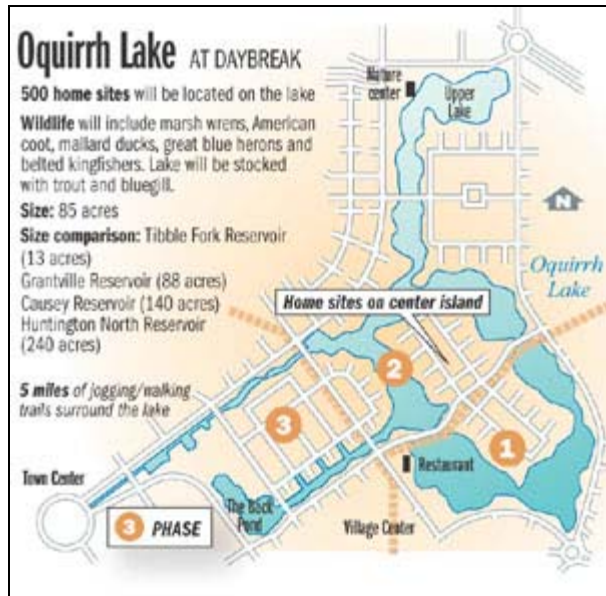 Oquirrh Lake AT DAYBREAK
500 home sites will be located on the lake
Wildlife will include marsh wrens, American
coot, mallard ducks, great blue herons and
belted kingfishers. Lake will be stocked
with trout and bluegill.
Size: 85 acres
Size comparison: Tibble Fork Reservoir
(13 acres)
Grantville Reservoir (88 acres)
Causey Reservoir (140 acres)
Huntington North Reservoir
(240 acres)
5 miles of jogging/walking
trails surround the lake
Nature
center
Upper
Lake
N
Oquirrh
Lake
Home sites on center island
2
3
1
Restaurant
Town Center
The Back
Pond
Village Center
3 PHASE